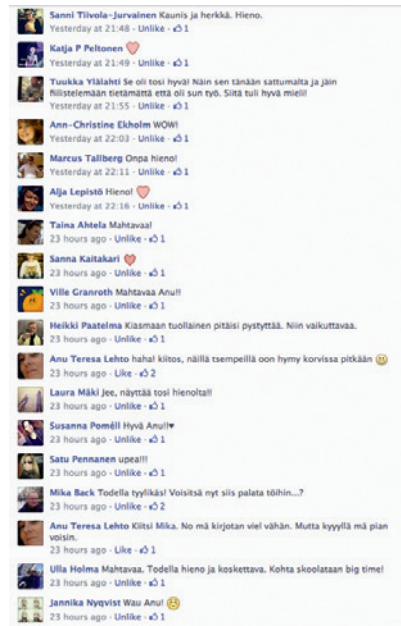 Sanni Tiivola-Jurvainen Kaunis ja herkkä. Hieno.
Yesterday at 21:48 · Unlike · 1
Katja P Peltonen
Yesterday at 21:49 · Unlike · 1
Tuukka Ylälahti Se oli tosi hyvä! Näin sen tänään sattumalta ja jäin
fiilistelemään tietämättä että oli sun työ. Siitä tuli hyvä mieli!
Yesterday at 21:55 · Unlike · 1
Ann-Christine Ekholm WOW!
Yesterday at 22:03 · Unlike · 1
Marcus Tallberg Onpa hieno!
Yesterday at 22:11 · Unlike · 1
Alja Lepistö Hieno!
Yesterday at 22:16 · Unlike · 1
Taina Ahtela Mahtavaa!
23 hours ago · Unlike · 1
Sanna Kaitakari
23 hours ago · Unlike · 1
Ville Granroth Mahtavaa Anu!!
23 hours ago · Unlike · 1
Heikki Paatelma Kiasmaan tuollainen pitäisi pystyttää. Niin vaikuttavaa.
23 hours ago · Unlike · 1
Anu Teresa Lehto haha! kiitos, näillä tsempeillä oon hymy korvissa pitkään
23 hours ago · Like · 2
Laura Mäki Jee, näyttää tosi hienolta!!
23 hours ago · Unlike · 1
Susanna Poméll Hyvä Anu!!♥
23 hours ago · Unlike · 1
Satu Pennanen upea!!!
23 hours ago · Unlike · 1
Mika Back Todella tyylikäs! Voisitsä nyt siis palata töihin...?
23 hours ago · Unlike · 2
Anu Teresa Lehto Kiitsi Mika. No mä kirjotan viel vähän. Mutta kyyyllä mä pian
voisin.
23 hours ago · Like · 1
Ulla Holma Mahtavaa. Todella hieno ja koskettava. Kohta skoolataan big time!
23 hours ago · Unlike · 1
Jannika Nyqvist Wau Anu!
23 hours ago · Unlike · 1